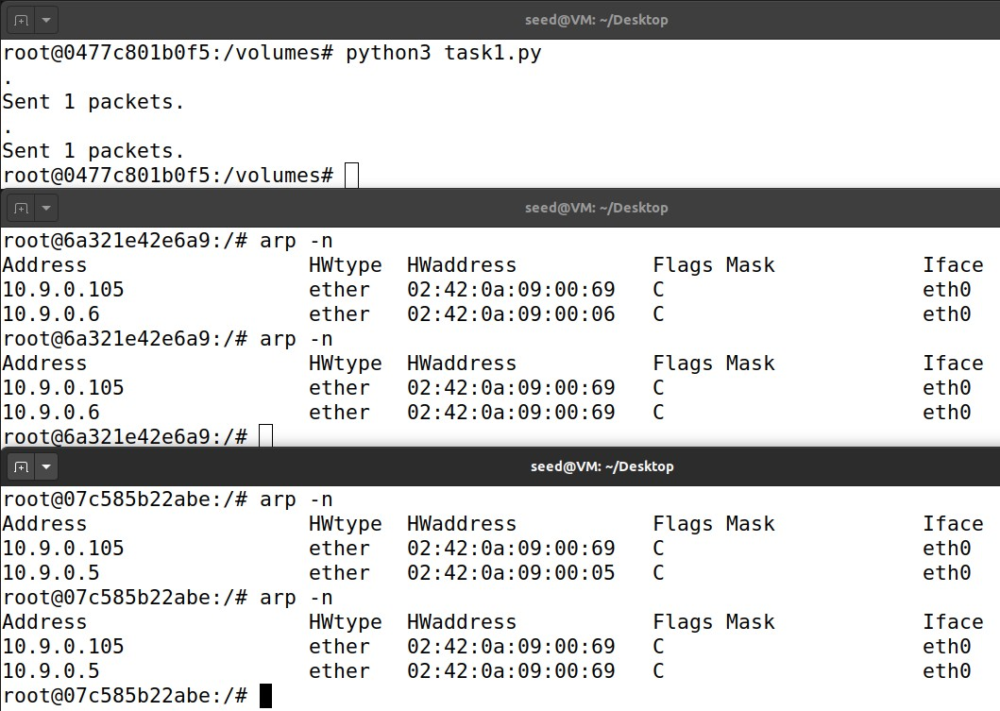 seed@VM: ~/Desktop
root@0477c801b0f5:/volumes# python3 task1.py
.
Sent 1 packets.
.
Sent 1 packets.
root@0477c801b0f5:/volumes#
seed@VM: ~/Desktop
root@6a321e42e6a9:/# arp -n
Address HWtype HWaddress Flags Mask Iface
10.9.0.105 ether 02:42:0a:09:00:69 C eth0
10.9.0.6 ether 02:42:0a:09:00:06 C eth0
root@6a321e42e6a9:/# arp -n
Address HWtype HWaddress Flags Mask Iface
10.9.0.105 ether 02:42:0a:09:00:69 C eth0
10.9.0.6 ether 02:42:0a:09:00:69 C eth0
root@6a321e42e6a9:/#
seed@VM: ~/Desktop
root@07c585b22abe:/# arp -n
Address HWtype HWaddress Flags Mask Iface
10.9.0.105 ether 02:42:0a:09:00:69 C eth0
10.9.0.5 ether 02:42:0a:09:00:05 C eth0
root@07c585b22abe:/# arp -n
Address HWtype HWaddress Flags Mask Iface
10.9.0.105 ether 02:42:0a:09:00:69 C eth0
10.9.0.5 ether 02:42:0a:09:00:69 C eth0
root@07c585b22abe:/#